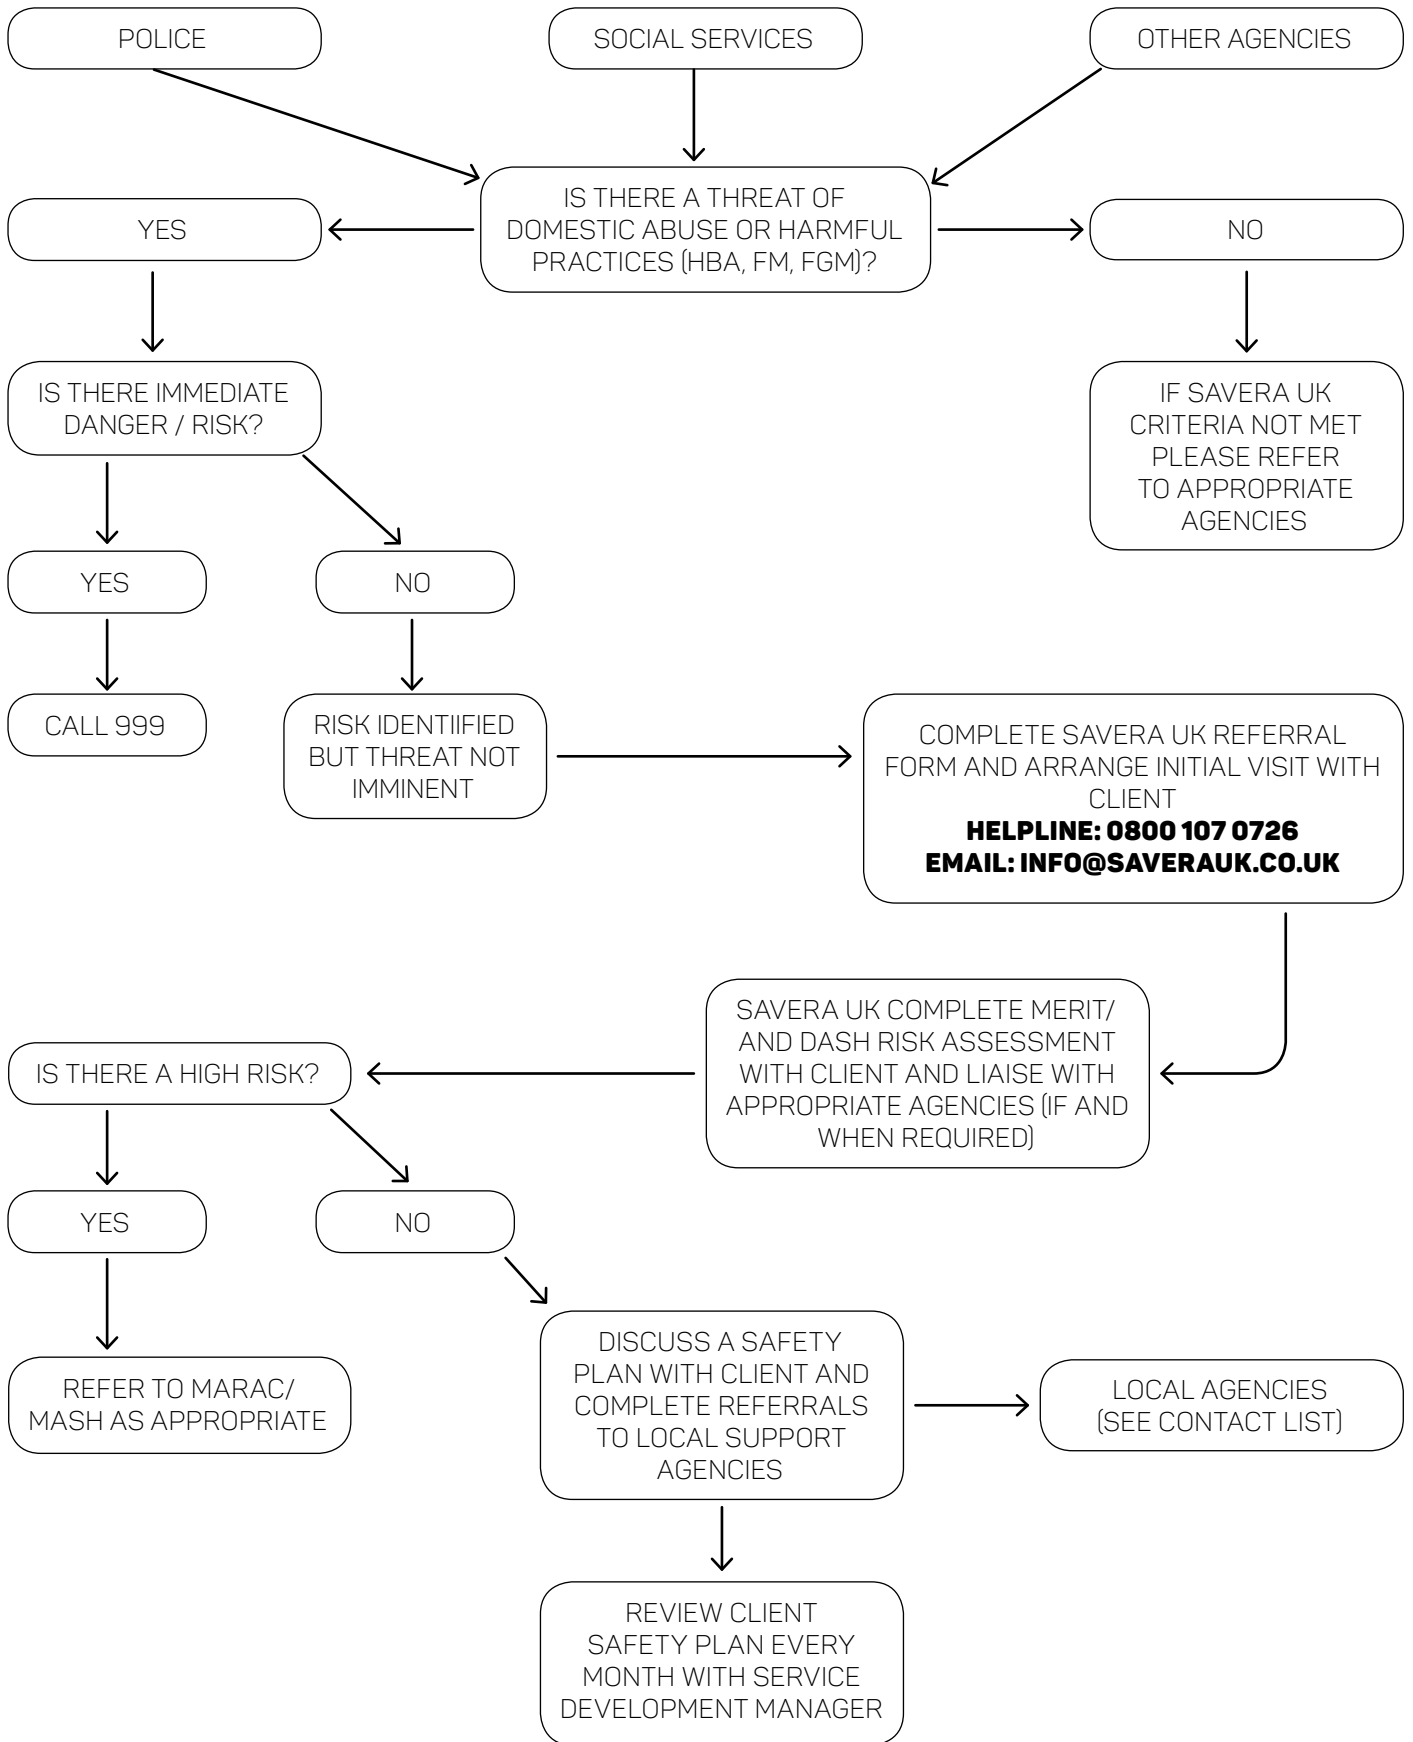 POLICE
SOCIAL SERVICES
OTHER AGENCIES
IS THERE A THREAT OF
DOMESTIC ABUSE OR HARMFUL
PRACTICES (HBA, FM, FGM)?
YES
NO
IS THERE IMMEDIATE
DANGER / RISK?
IF SAVERA UK
CRITERIA NOT MET
PLEASE REFER
TO APPROPRIATE
AGENCIES
YES
NO
CALL 999
RISK IDENTIIFIED
BUT THREAT NOT
IMMINENT
COMPLETE SAVERA UK REFERRAL
FORM AND ARRANGE INITIAL VISIT WITH
CLIENT
HELPLINE: 0800 107 0726
EMAIL: INFO@SAVERAUK.CO.UK
SAVERA UK COMPLETE MERIT/
AND DASH RISK ASSESSMENT
WITH CLIENT AND LIAISE WITH
APPROPRIATE AGENCIES (IF AND
WHEN REQUIRED)
IS THERE A HIGH RISK?
YES
NO
REFER TO MARAC/
MASH AS APPROPRIATE
DISCUSS A SAFETY
PLAN WITH CLIENT AND
COMPLETE REFERRALS
TO LOCAL SUPPORT
AGENCIES
LOCAL AGENCIES
(SEE CONTACT LIST)
REVIEW CLIENT
SAFETY PLAN EVERY
MONTH WITH SERVICE
DEVELOPMENT MANAGER